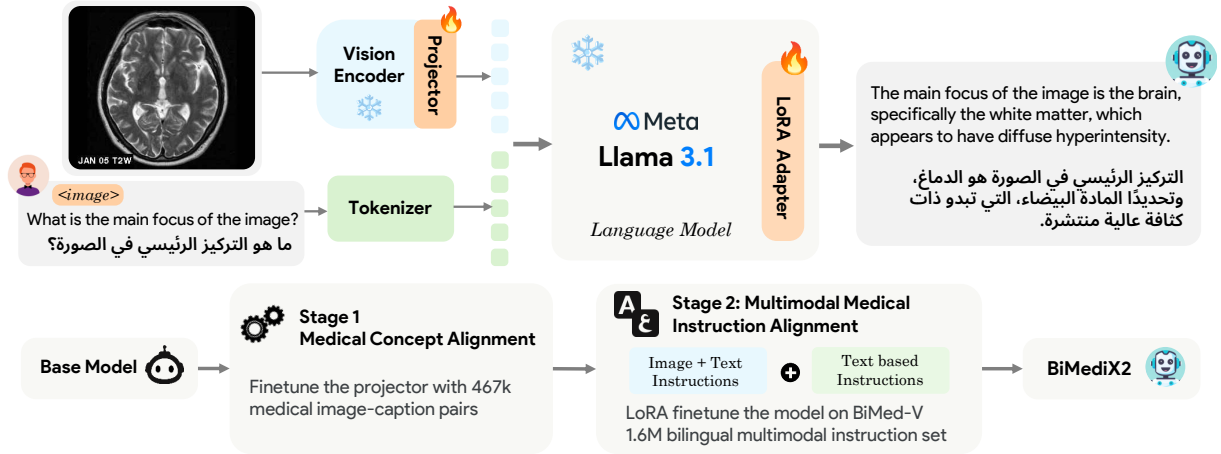 JAN 05 T2W
<image>
What is the main focus of the image?
ما هو التركيز الرئيسي في الصورة؟
Vision
Encoder
Projector
Tokenizer
Meta
Llama 3.1
Language Model
LoRA Adapter
The main focus of the image is the brain,
specifically the white matter, which
appears to have diffuse hyperintensity.
التركيز الرئيسي في الصورة هو الدماغ،
وتحديدًا المادة البيضاء، التي تبدو ذات
كثافة عالية منتشرة.
Base Model
Stage 1
Medical Concept Alignment
Finetune the projector with 467k
medical image-caption pairs
A
ع
Stage 2: Multimodal Medical
Instruction Alignment
Image + Text
Instructions
Text based
Instructions
LoRA finetune the model on BiMed-V
1.6M bilingual multimodal instruction set
BiMediX2